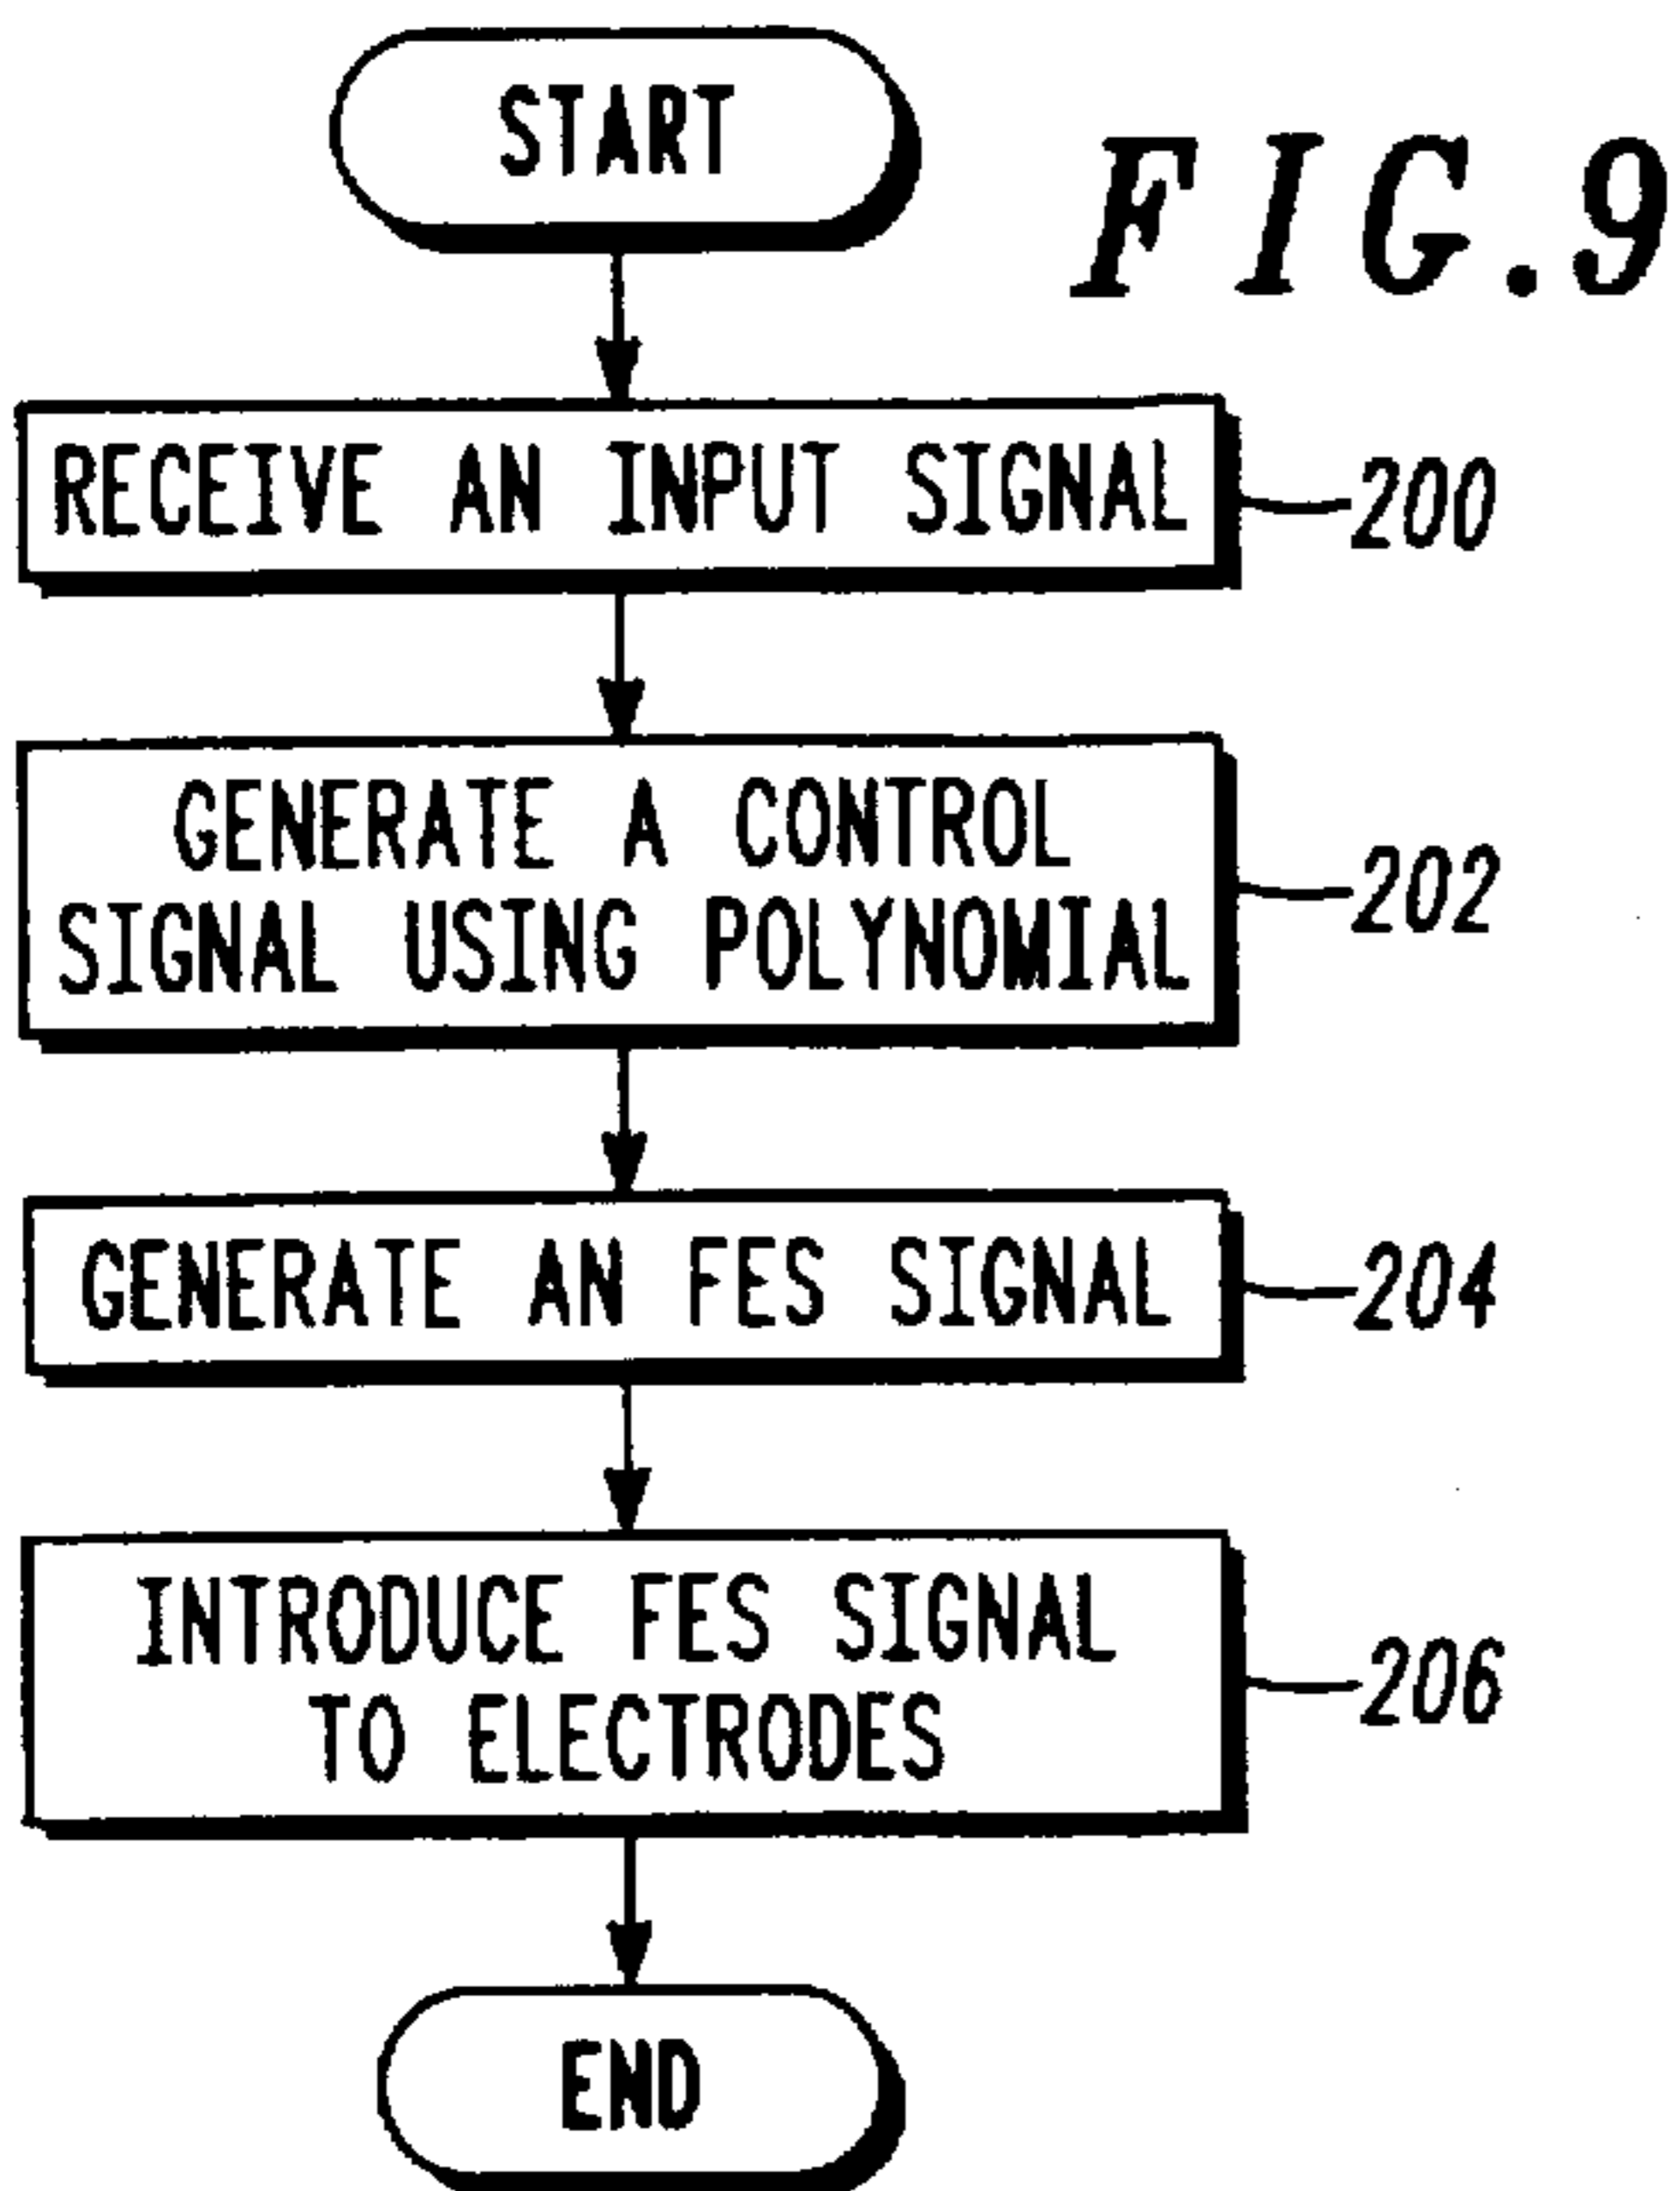 START
FIG.9
RECEIVE AN INPUT SIGNAL
200
GENERATE A CONTROL
SIGNAL USING POLYNOMIAL
202
GENERATE AN FES SIGNAL
204
INTRODUCE FES SIGNAL
TO ELECTRODES
206
END